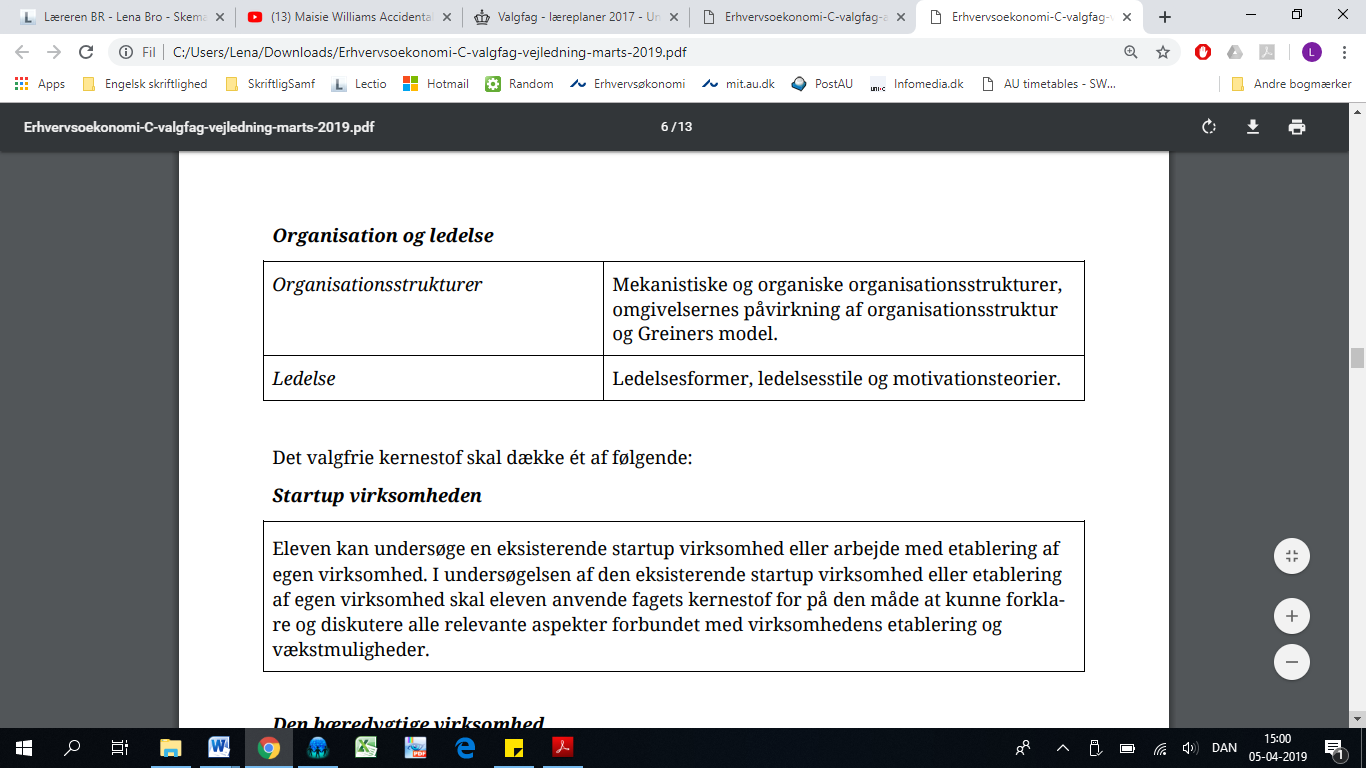 Læreren BR - Lena Bro - Skema
(13) Maisie Williams Accidental
Valgfag - læreplaner 2017 - Un
Erhvervsoekonomi-C-valgfag-a
Erhvervsoekonomi-C-valgfag-v
Fil
C:/Users/Lena/Downloads/Erhvervsoekonomi-C-valgfag-vejledning-marts-2019.pdf
L
Apps
Engelsk skriftlighed
SkriftligSamf
Lectio
Hotmail
Random
Erhvervsøkonomi
mit.au.dk
PostAU
Infomedia.dk
AU timetables - SW...
Andre bogmærker
Erhvervsoekonomi-C-valgfag-vejledning-marts-2019.pdf
6 / 13
Organisation og ledelse
Organisationsstrukturer
Mekanistiske og organiske organisationsstrukturer,
omgivelsernes påvirkning af organisationsstruktur
og Greiners model.
Ledelse
Ledelsesformer, ledelsesstile og motivationsteorier.
Det valgfrie kernestof skal dække ét af følgende:
Startup virksomheden
Eleven kan undersøge en eksisterende startup virksomhed eller arbejde med etablering af
egen virksomhed. I undersøgelsen af den eksisterende startup virksomhed eller etablering
af egen virksomhed skal eleven anvende fagets kernestof for på den måde at kunne forkla-
re og diskutere alle relevante aspekter forbundet med virksomhedens etablering og
vækstmuligheder.
Den bæredygtige virksomhed
DAN
15:00
05-04-2019
1